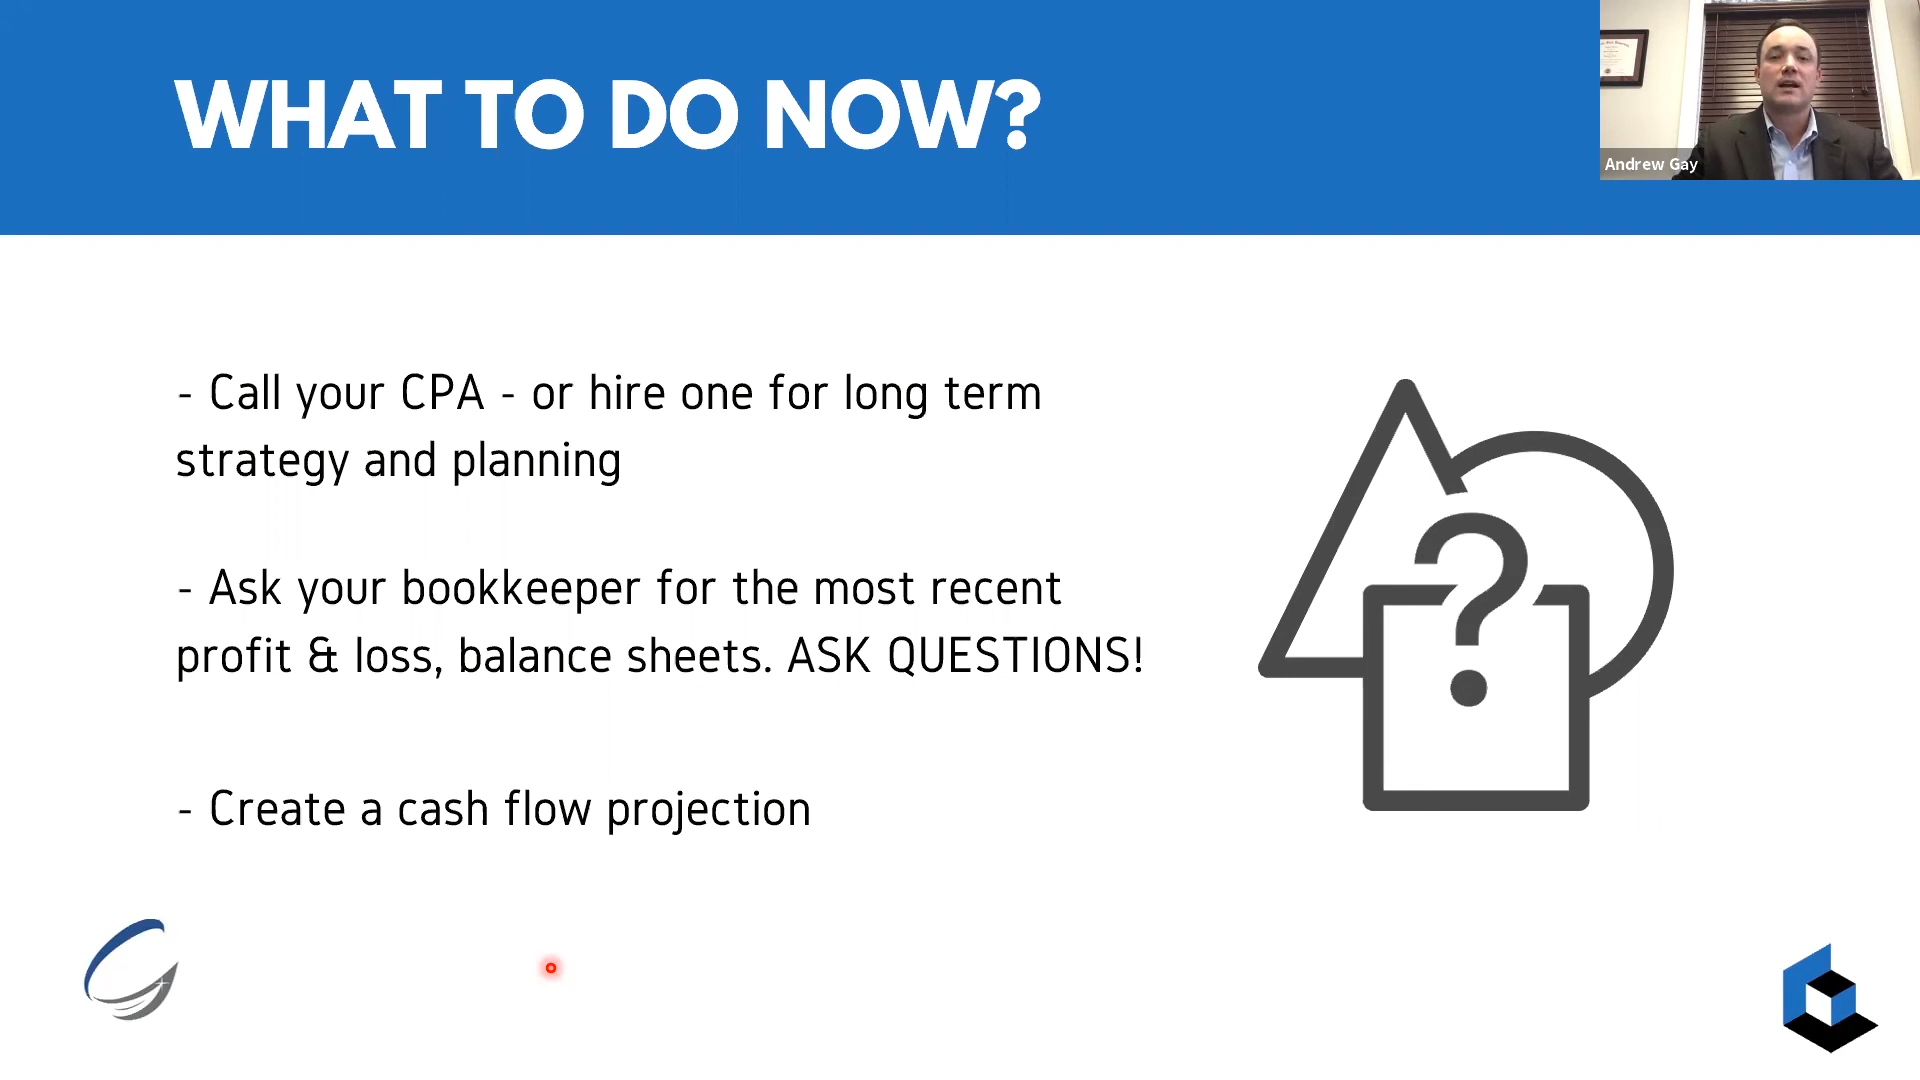 WHAT TO DO NOW?
Andrew Gay
- Call your CPA - or hire one for long term
strategy and planning
- Ask your bookkeeper for the most recent
profit & loss, balance sheets. ASK QUESTIONS!
- Create a cash flow projection
?